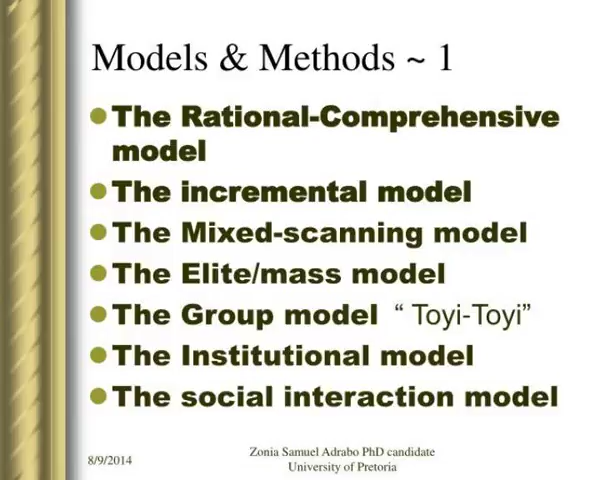 Models & Methods ~ 1
The Rational-Comprehensive
model
The incremental model
The Mixed-scanning model
The Elite/mass model
The Group model “ Toyi-Toyi”
The Institutional model
The social interaction model
8/9/2014
Zonia Samuel Adrabo PhD candidate
University of Pretoria